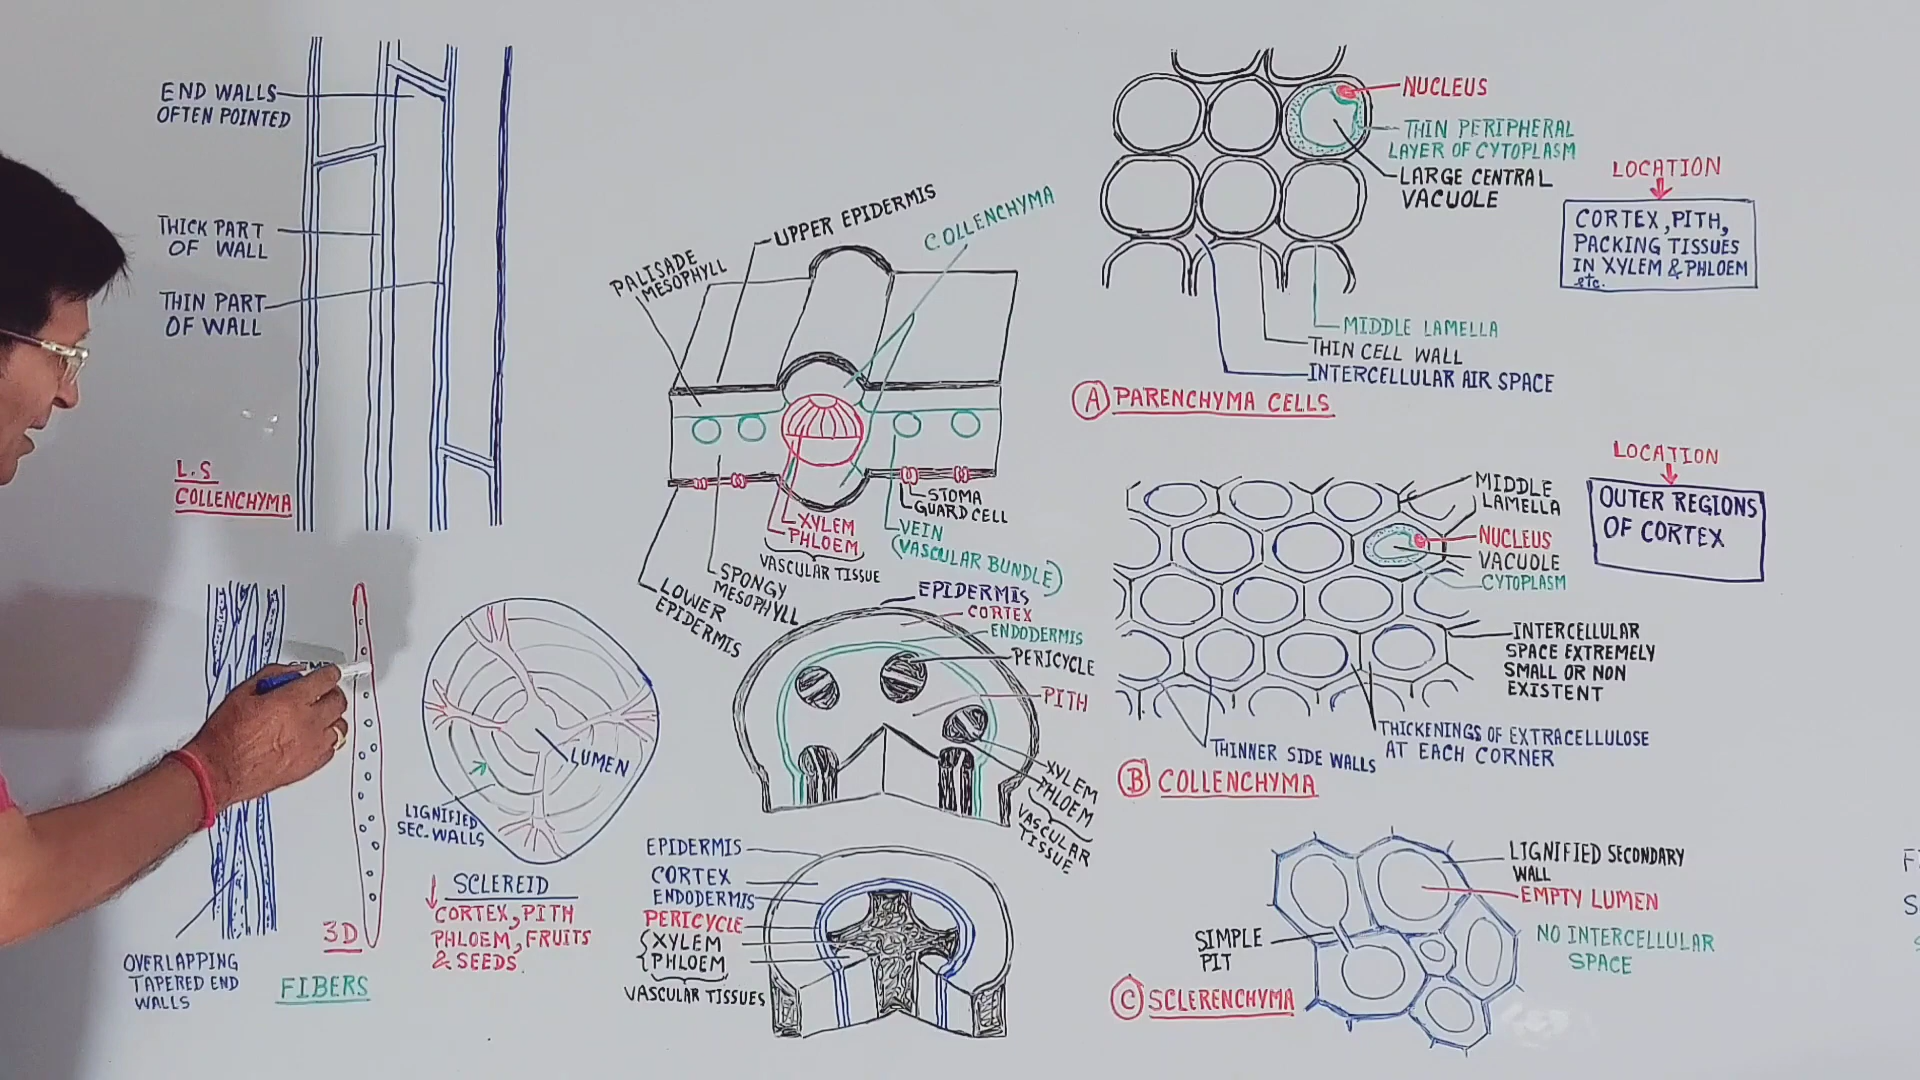 END WALLS
OFTEN POINTED
THICK PART
OF WALL
THIN PART
OF WALL
L.S
COLLENCHYMA
OVERLAPPING
TAPERED END
WALLS
3D
FIBERS
LUMEN
LIGNIFIED
SEC-WALLS
SCLEREID
CORTEX, PITH
PHLOEM, FRUITS
& SEEDS.
PALISADE
MESOPHYLL
UPPER EPIDERMIS
COLLENCHYMA
STOMA
GUARD CELL
XYLEM
PHLOEM
VASCULAR TISSUE
VEIN
(VASCULAR BUNDLE)
SPONGY
MESOPHYLL
LOWER
EPIDERMIS
EPIDERMIS
CORTEX
ENDODERMIS
PERICYCLE
PITH
XYLEM
PHLOEM
VASCULAR
TISSUE
EPIDERMIS
CORTEX
ENDODERMIS
PERICYCLE
XYLEM
PHLOEM
VASCULAR TISSUES
NUCLEUS
THIN PERIPHERAL
LAYER OF CYTOPLASM
LARGE CENTRAL
VACUOLE
MIDDLE LAMELLA
THIN CELL WALL
INTERCELLULAR AIR SPACE
A PARENCHYMA CELLS
LOCATION
CORTEX, PITH,
PACKING TISSUES
IN XYLEM & PHLOEM
etc.
MIDDLE
LAMELLA
NUCLEUS
VACUOLE
CYTOPLASM
INTERCELLULAR
SPACE EXTREMELY
SMALL OR NON
EXISTENT
THICKENINGS OF EXTRACELLULOSE
AT EACH CORNER
THINNER SIDE WALLS
B COLLENCHYMA
LOCATION
OUTER REGIONS
OF CORTEX
LIGNIFIED SECONDARY
WALL
EMPTY LUMEN
NO INTERCELLULAR
SPACE
SIMPLE
PIT
C SCLERENCHYMA